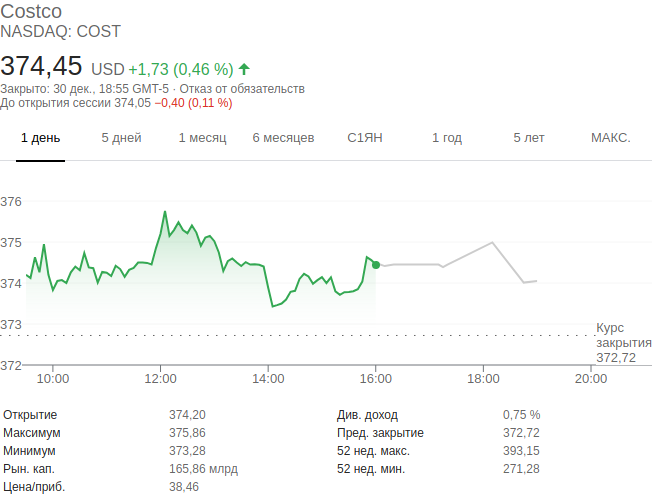 Costco
NASDAQ: COST
374,45 USD +1,73 (0,46 %)
Закрыто: 30 дек., 18:55 GMT-5 · Отказ от обязательств
До открытия сессии 374,05 −0,40 (0,11 %)
1 день 5 дней 1 месяц 6 месяцев С1ЯН 1 год 5 лет МАКС.
376
375
374
373
372
Курс
закрытия
372,72
10:00 12:00 14:00 16:00 18:00 20:00
Открытие 374,20 Див. доход 0,75 %
Максимум 375,86 Пред. закрытие 372,72
Минимум 373,28 52 нед. макс. 393,15
Рын. кап. 165,86 млрд 52 нед. мин. 271,28
Цена/приб. 38,46